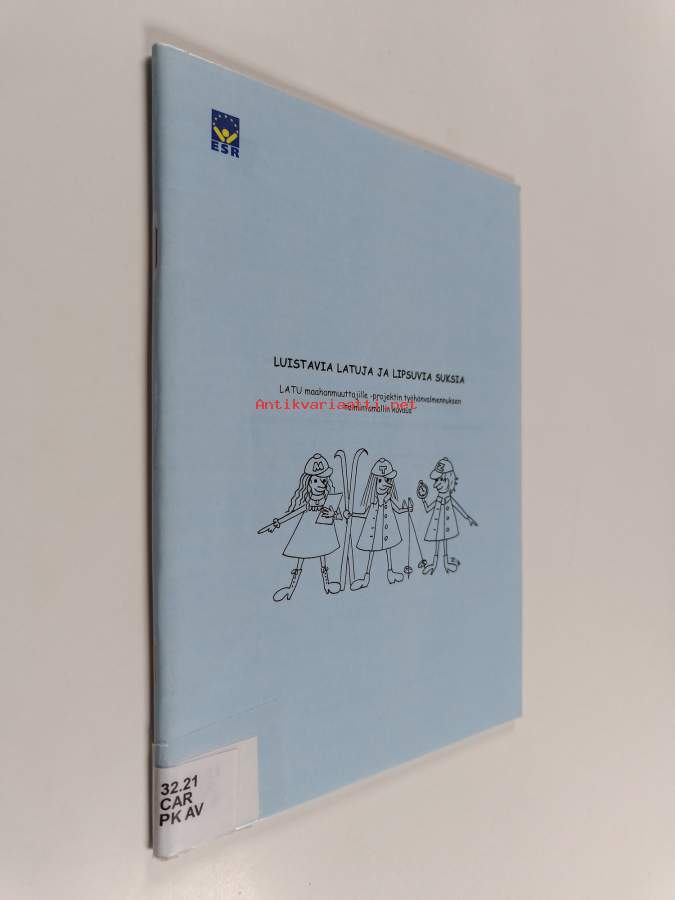 ESR
LUISTAVIA LATUJA JA LIPSUVIA SUKSIA
LATU maahanmuuttajille -projektin työhönvalmennuksen
Antikvariaatti.net
toimintamallin kuvaus
M
T
32.21
CAR
PK AV